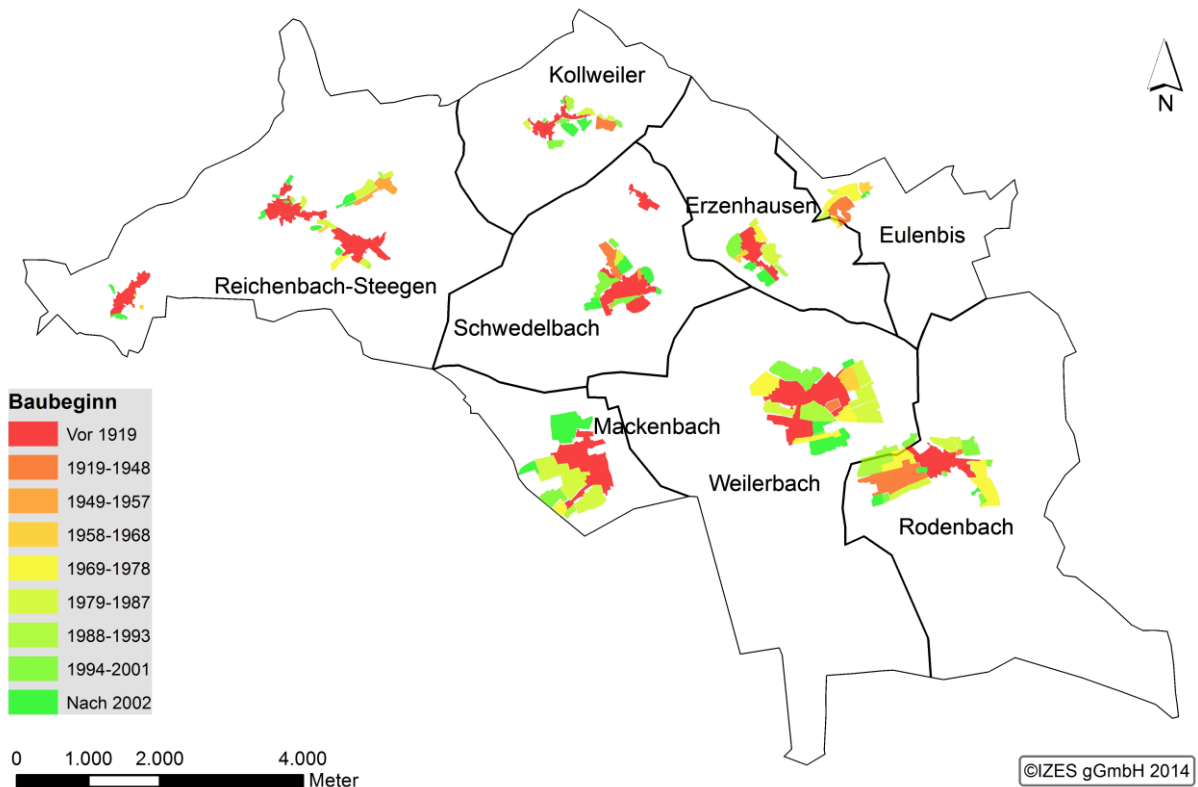 Kollweiler
N
Erzenhausen
Eulenbis
Reichenbach-Steegen
Schwedelbach
Mackenbach
Weilerbach
Rodenbach
Baubeginn
Vor 1919
1919-1948
1949-1957
1958-1968
1969-1978
1979-1987
1988-1993
1994-2001
Nach 2002
0 1.000 2.000 4.000
Meter
©IZES gGmbH 2014